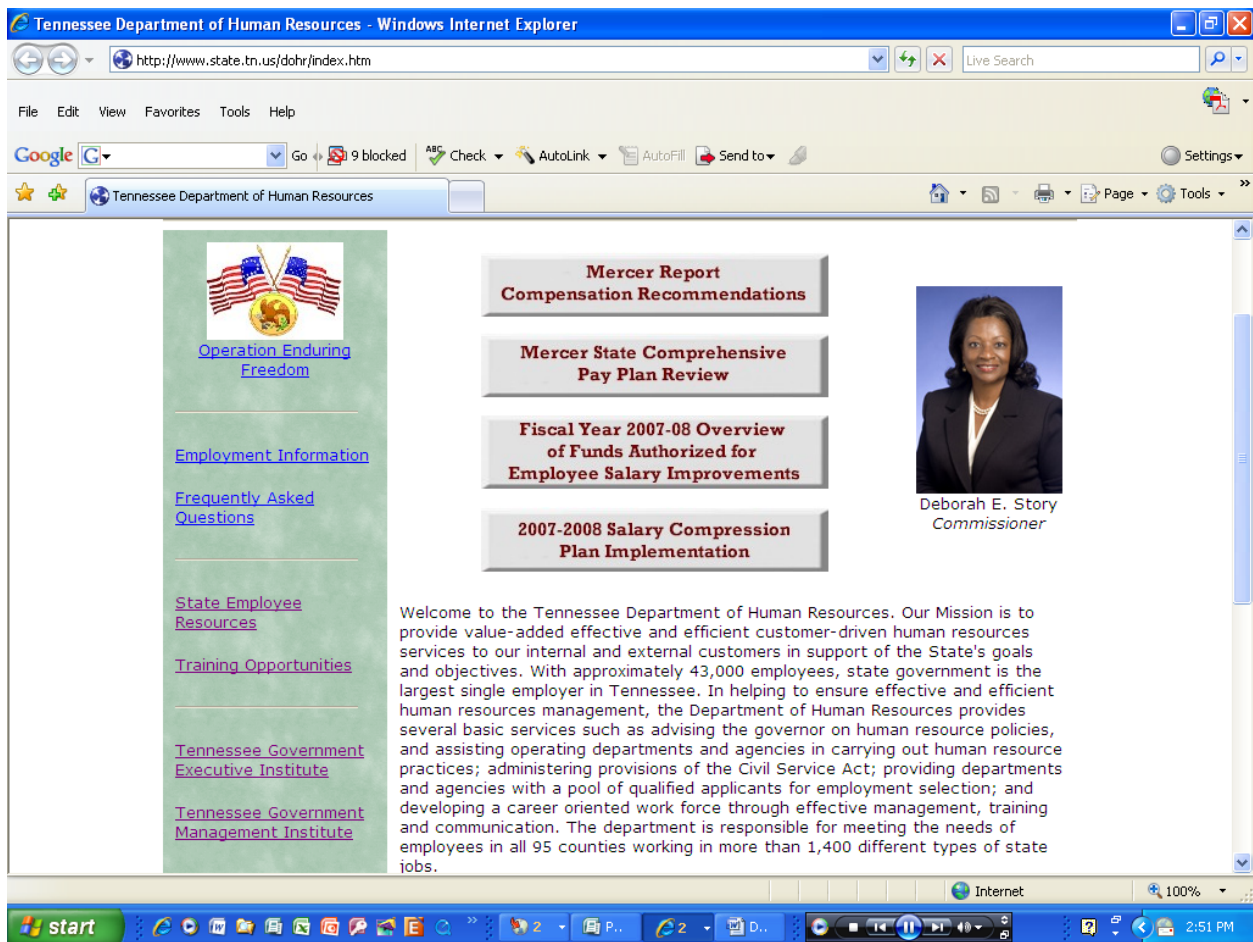 Tennessee Department of Human Resources - Windows Internet Explorer
http://www.state.tn.us/dohr/index.htm
Live Search
File Edit View Favorites Tools Help
Google G Go 9 blocked ABC Check AutoLink AutoFill Send to Settings
Tennessee Department of Human Resources
Page Tools
Operation Enduring
Freedom
Employment Information
Frequently Asked
Questions
State Employee
Resources
Training Opportunities
Tennessee Government
Executive Institute
Tennessee Government
Management Institute
Mercer Report
Compensation Recommendations
Mercer State Comprehensive
Pay Plan Review
Fiscal Year 2007-08 Overview
of Funds Authorized for
Employee Salary Improvements
2007-2008 Salary Compression
Plan Implementation
Deborah E. Story
Commissioner
Welcome to the Tennessee Department of Human Resources. Our Mission is to
provide value-added effective and efficient customer-driven human resources
services to our internal and external customers in support of the State's goals
and objectives. With approximately 43,000 employees, state government is the
largest single employer in Tennessee. In helping to ensure effective and efficient
human resources management, the Department of Human Resources provides
several basic services such as advising the governor on human resource policies,
and assisting operating departments and agencies in carrying out human resource
practices; administering provisions of the Civil Service Act; providing departments
and agencies with a pool of qualified applicants for employment selection; and
developing a career oriented work force through effective management, training
and communication. The department is responsible for meeting the needs of
employees in all 95 counties working in more than 1,400 different types of state
jobs.
Internet 100%
start 2 P.. 2 D.. 2:51 PM